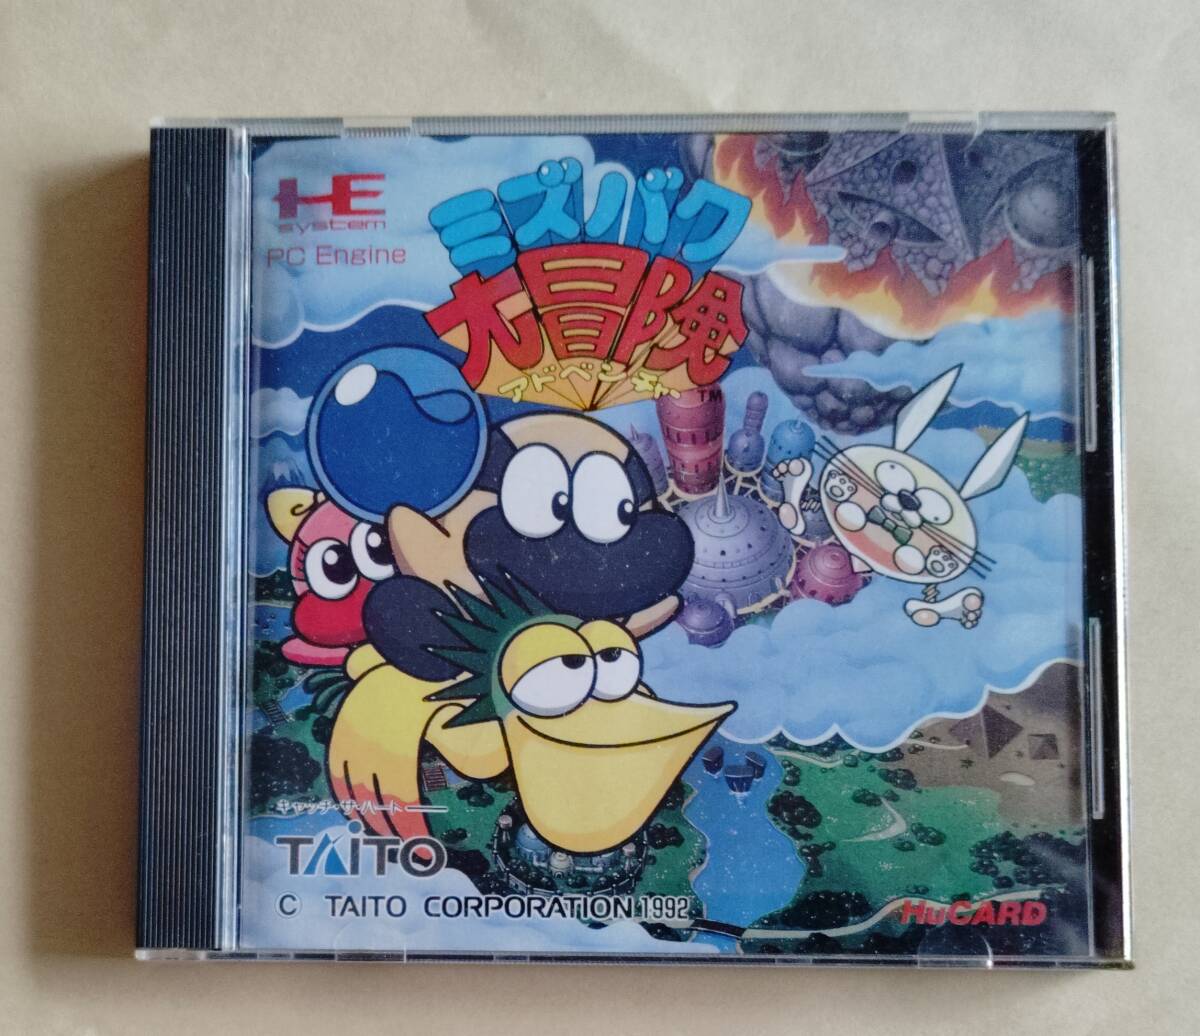 HE
system
PC Engine
ミズバク
大冒険
アドベンチャー
TM
キャッチ・ザ・ハート
TAITO
© TAITO CORPORATION 1992
HuCARD